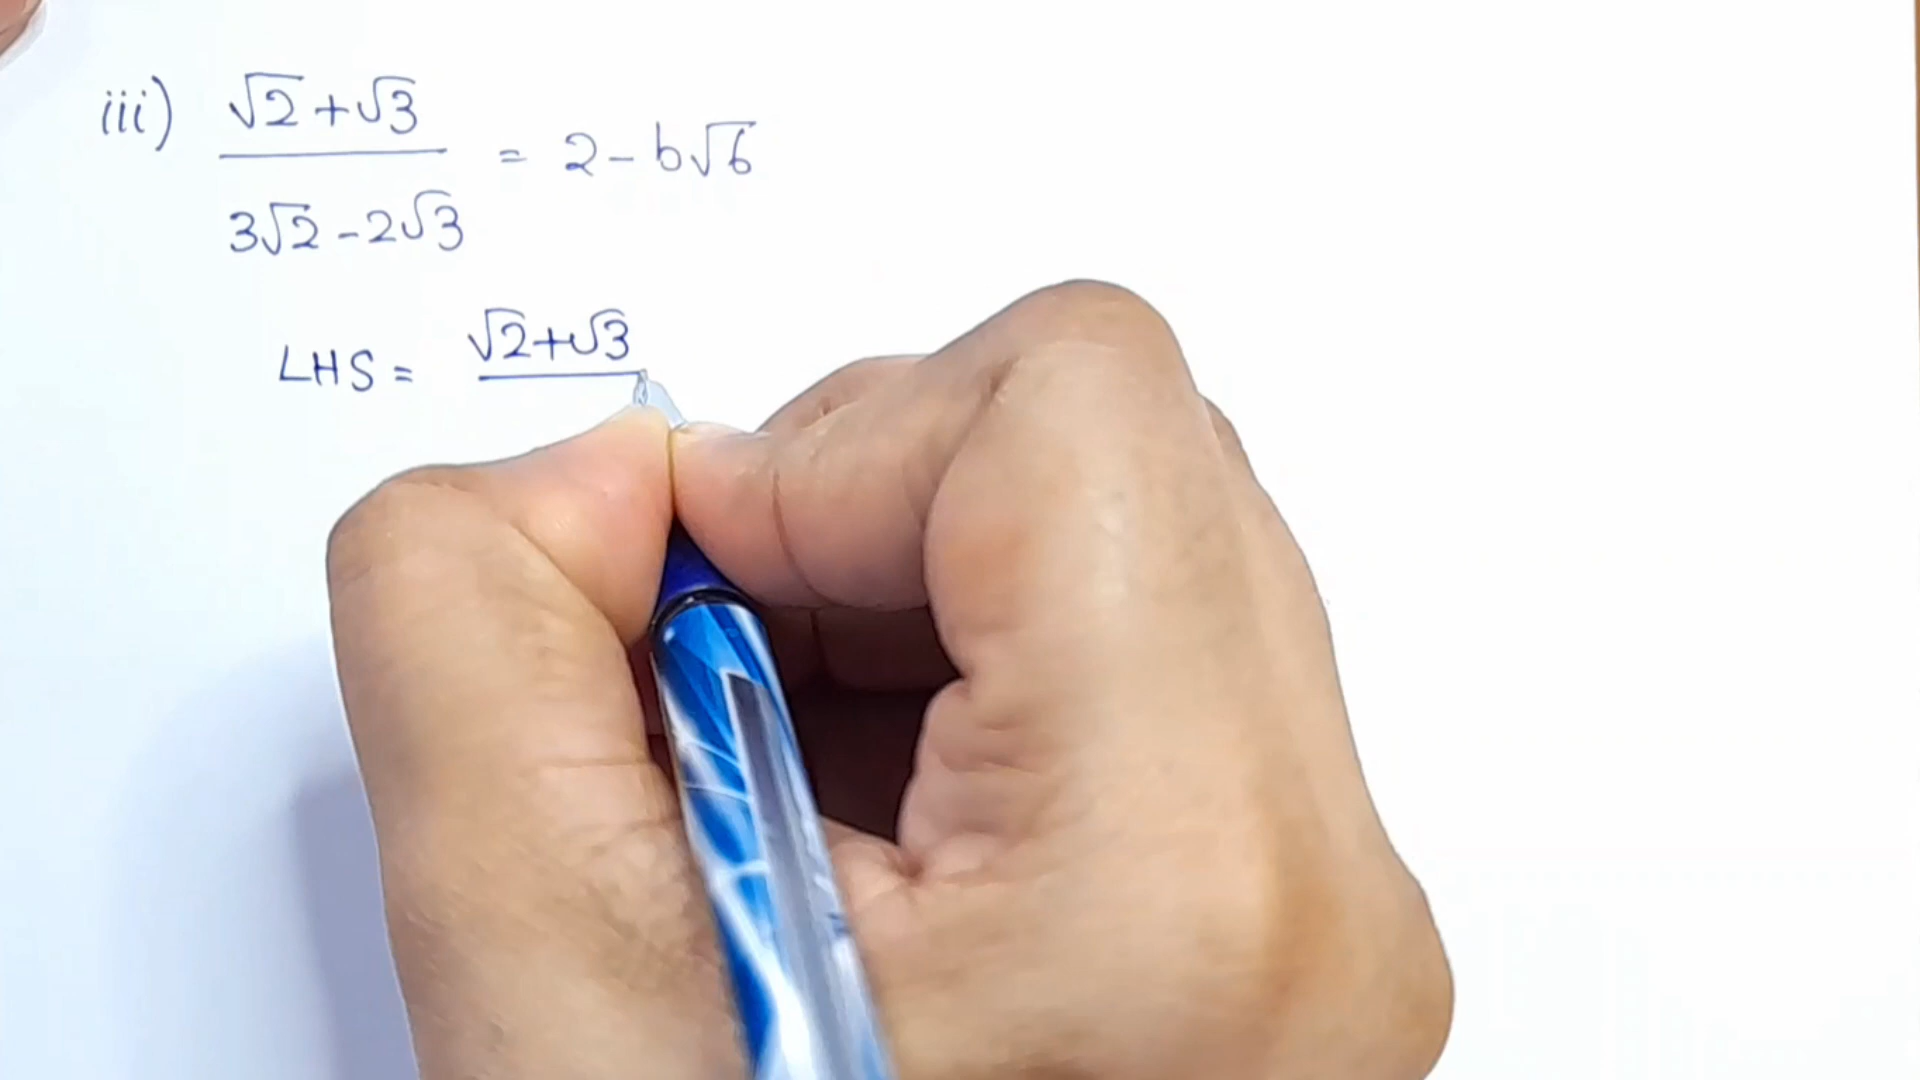 iii) √2 + √3 / 3√2 - 2√3 = 2 - b√6
LHS = √2+√3